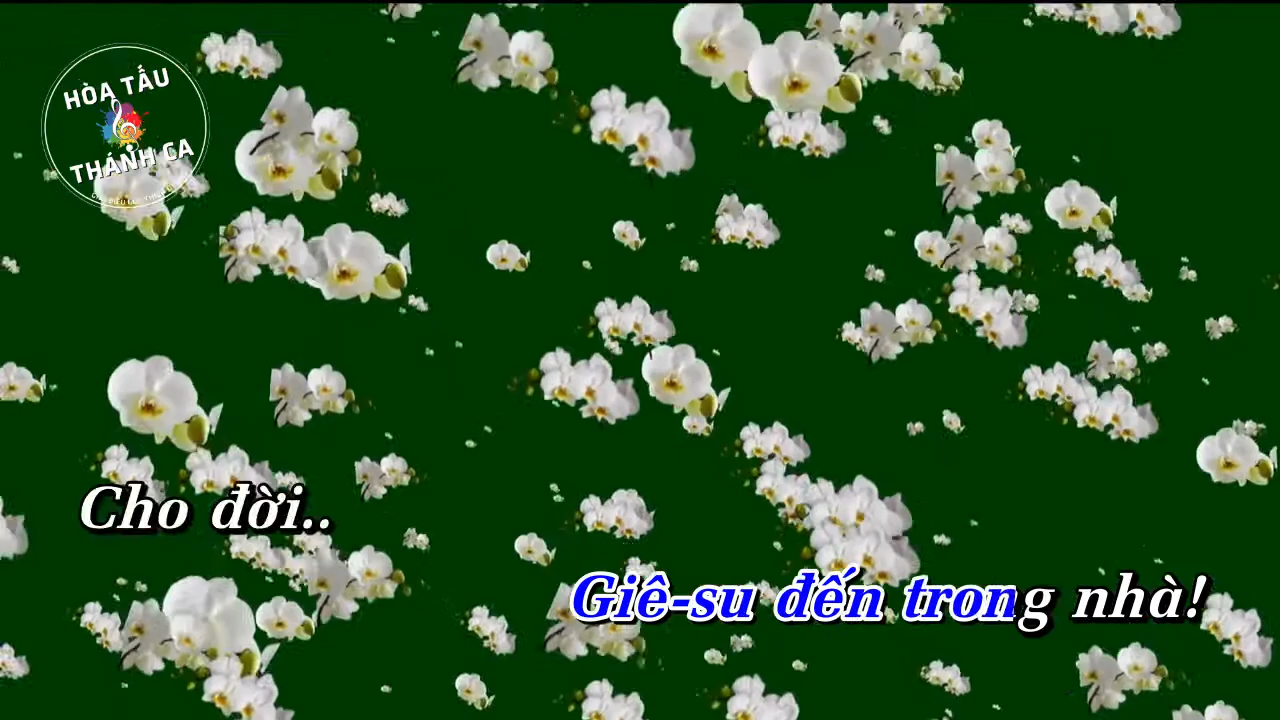 HÒA TẤU
THÁNH CA
Cho đời..
Giê-su đến trong nhà!